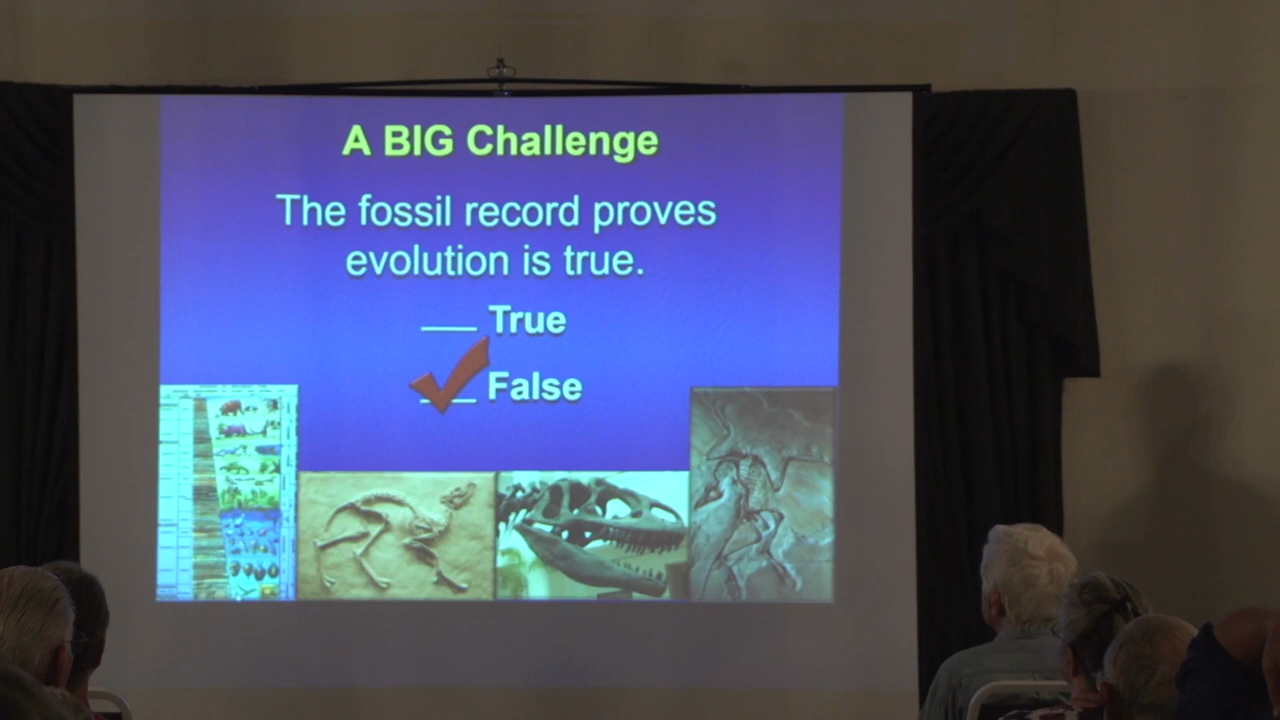 A BIG Challenge
The fossil record proves
evolution is true.
___ True
___ False